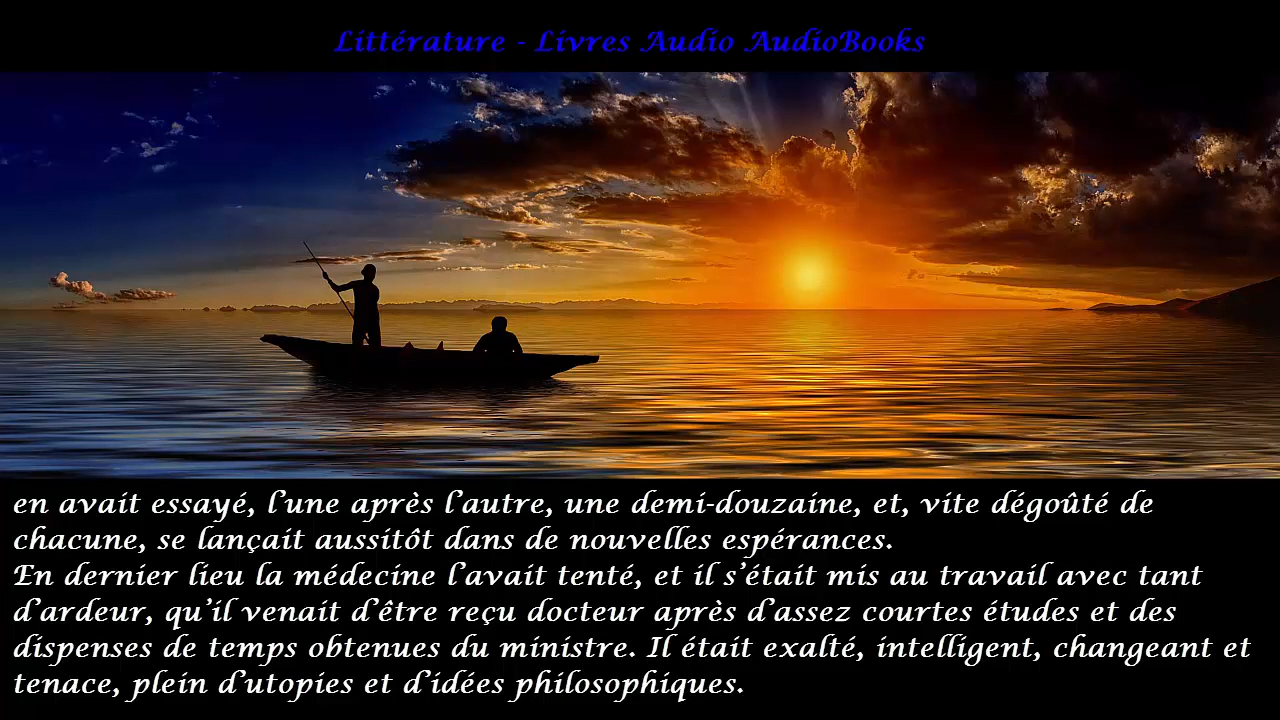 Littérature - Livres Audio AudioBooks
en avait essayé, l’une après l’autre, une demi-douzaine, et, vite dégoûté de
chacune, se lançait aussitôt dans de nouvelles espérances.
En dernier lieu la médecine l’avait tenté, et il s’était mis au travail avec tant
d’ardeur, qu’il venait d’être reçu docteur après d’assez courtes études et des
dispenses de temps obtenues du ministre. Il était exalté, intelligent, changeant et
tenace, plein d’utopies et d’idées philosophiques.